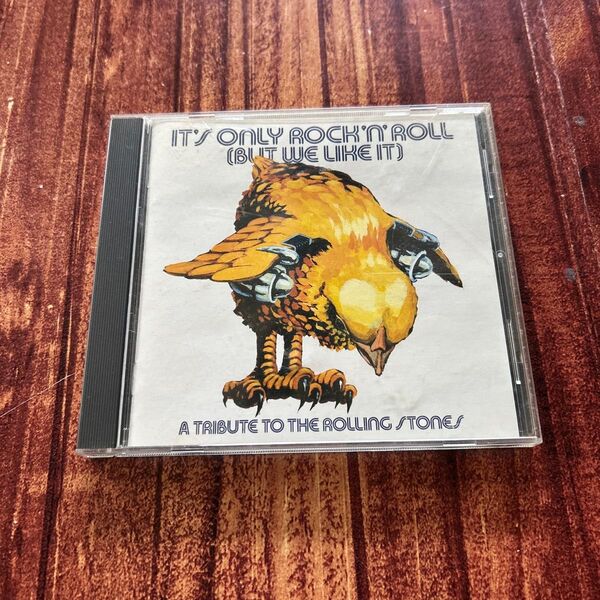 IT'S ONLY ROCK'N'ROLL
(BUT WE LIKE IT)
A TRIBUTE TO THE ROLLING STONES